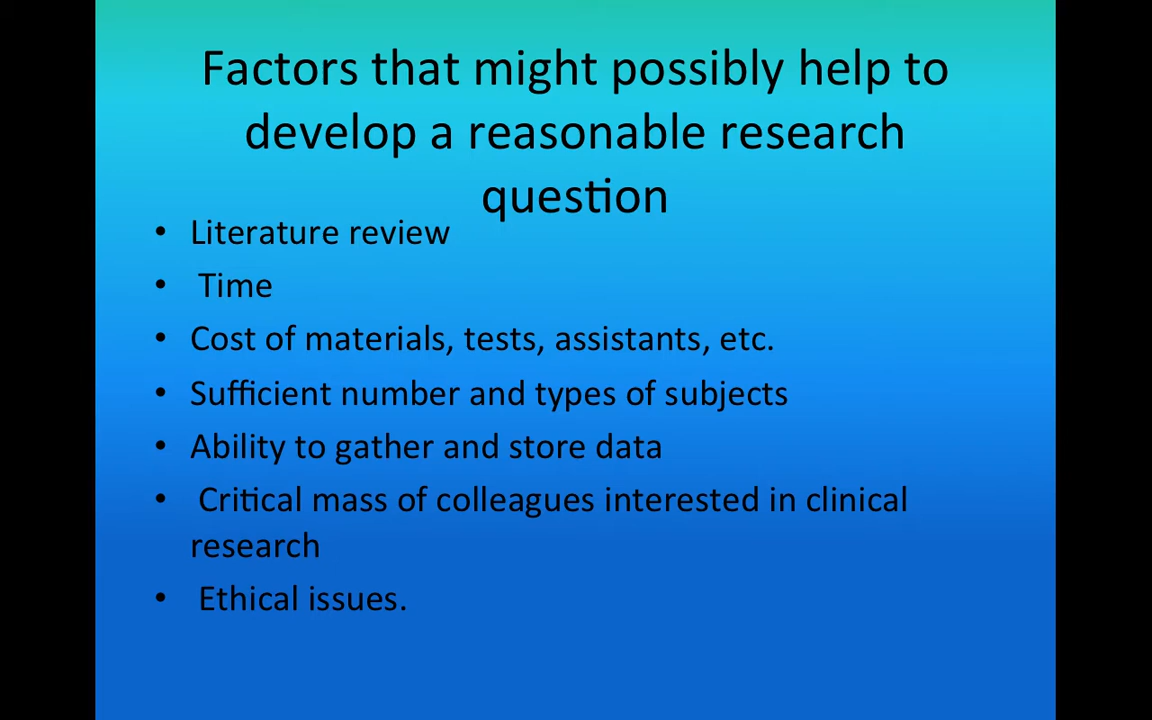 Factors that might possibly help to
develop a reasonable research
question
• Literature review
• Time
• Cost of materials, tests, assistants, etc.
• Sufficient number and types of subjects
• Ability to gather and store data
• Critical mass of colleagues interested in clinical
research
• Ethical issues.